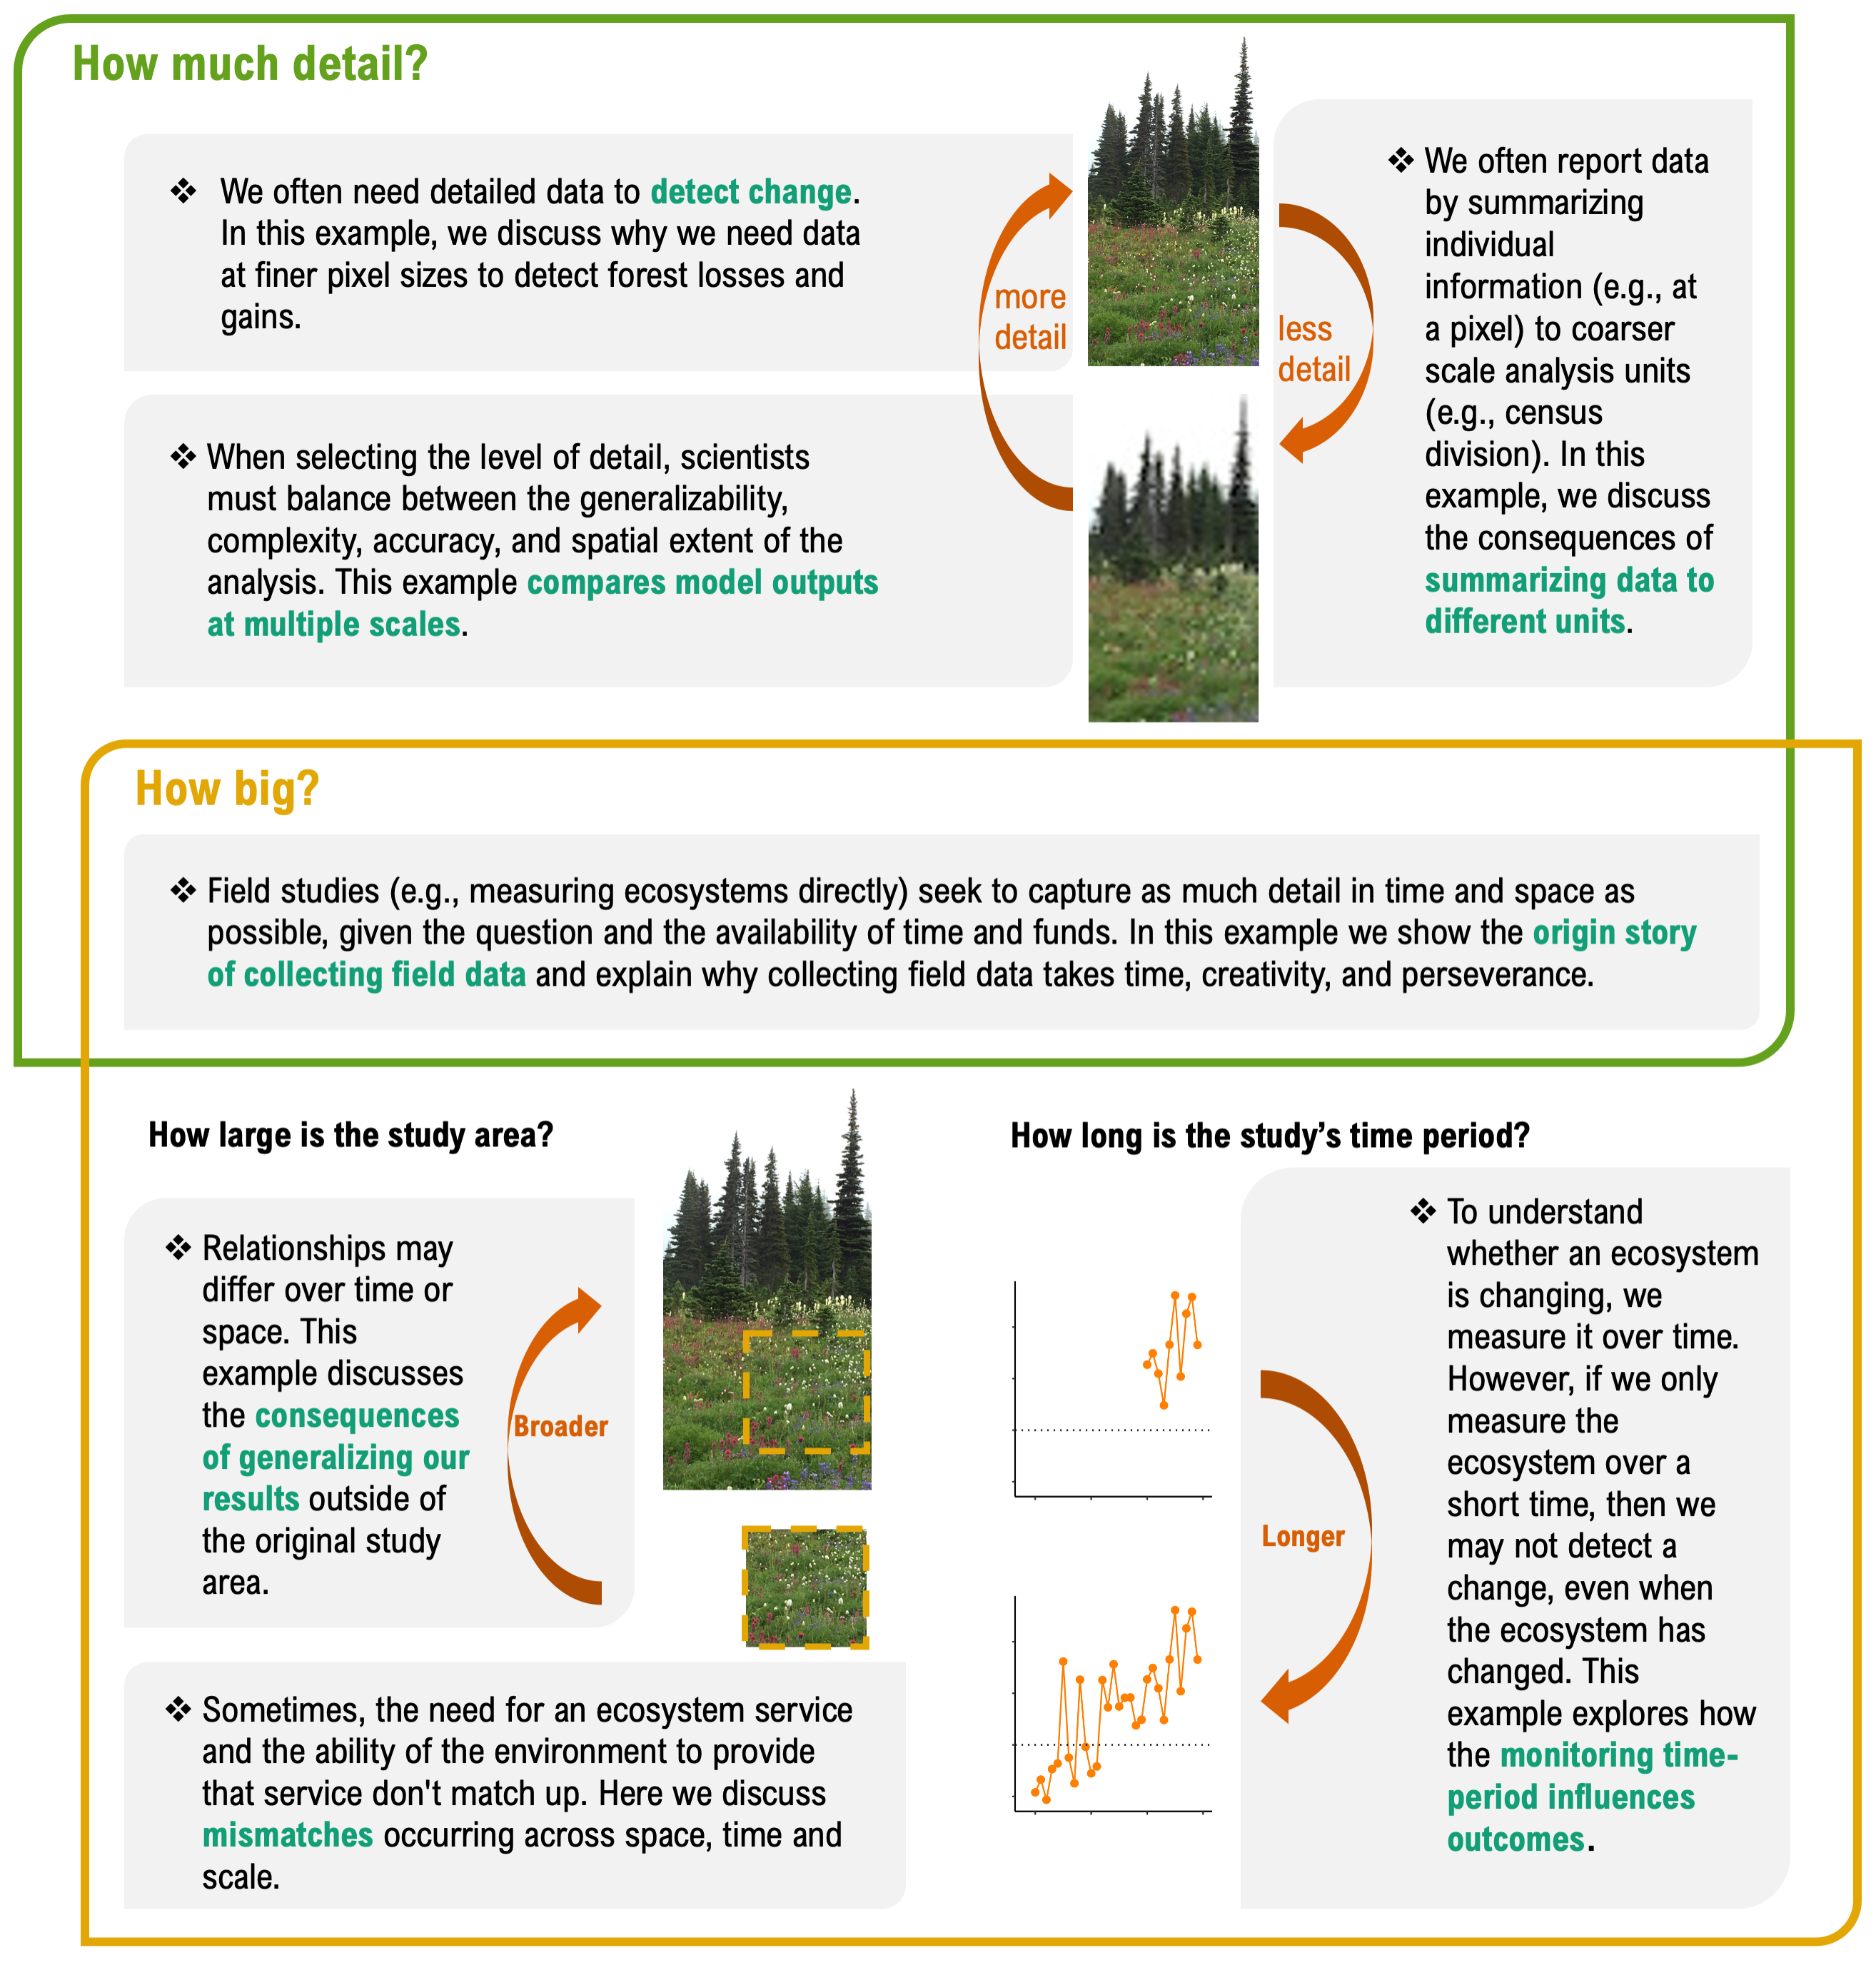 How much detail?
❖ We often need detailed data to detect change.
In this example, we discuss why we need data
at finer pixel sizes to detect forest losses and
gains.
❖ When selecting the level of detail, scientists
must balance between the generalizability,
complexity, accuracy, and spatial extent of the
analysis. This example compares model outputs
at multiple scales.
more
detail
less
detail
❖ We often report data
by summarizing
individual
information (e.g., at
a pixel) to coarser
scale analysis units
(e.g., census
division). In this
example, we discuss
the consequences of
summarizing data to
different units.
How big?
❖ Field studies (e.g., measuring ecosystems directly) seek to capture as much detail in time and space as
possible, given the question and the availability of time and funds. In this example we show the origin story
of collecting field data and explain why collecting field data takes time, creativity, and perseverance.
How large is the study area?
❖ Relationships may
differ over time or
space. This
example discusses
the consequences
of generalizing our
results outside of
the original study
area.
Broader
❖ Sometimes, the need for an ecosystem service
and the ability of the environment to provide
that service don't match up. Here we discuss
mismatches occurring across space, time and
scale.
How long is the study’s time period?
Longer
❖ To understand
whether an ecosystem
is changing, we
measure it over time.
However, if we only
measure the
ecosystem over a
short time, then we
may not detect a
change, even when
the ecosystem has
changed. This
example explores how
the monitoring time-
period influences
outcomes.